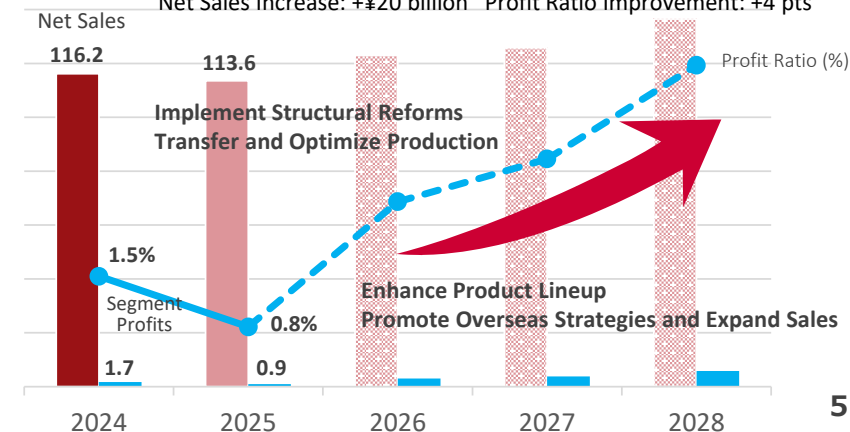 Net Sales Increase: +¥20 billion Profit Ratio Improvement: +4 pts
Net Sales
116.2
113.6
Profit Ratio (%)
Implement Structural Reforms
Transfer and Optimize Production
1.5%
Segment
Profits
0.8%
Enhance Product Lineup
Promote Overseas Strategies and Expand Sales
1.7
0.9
2024
2025
2026
2027
2028
5